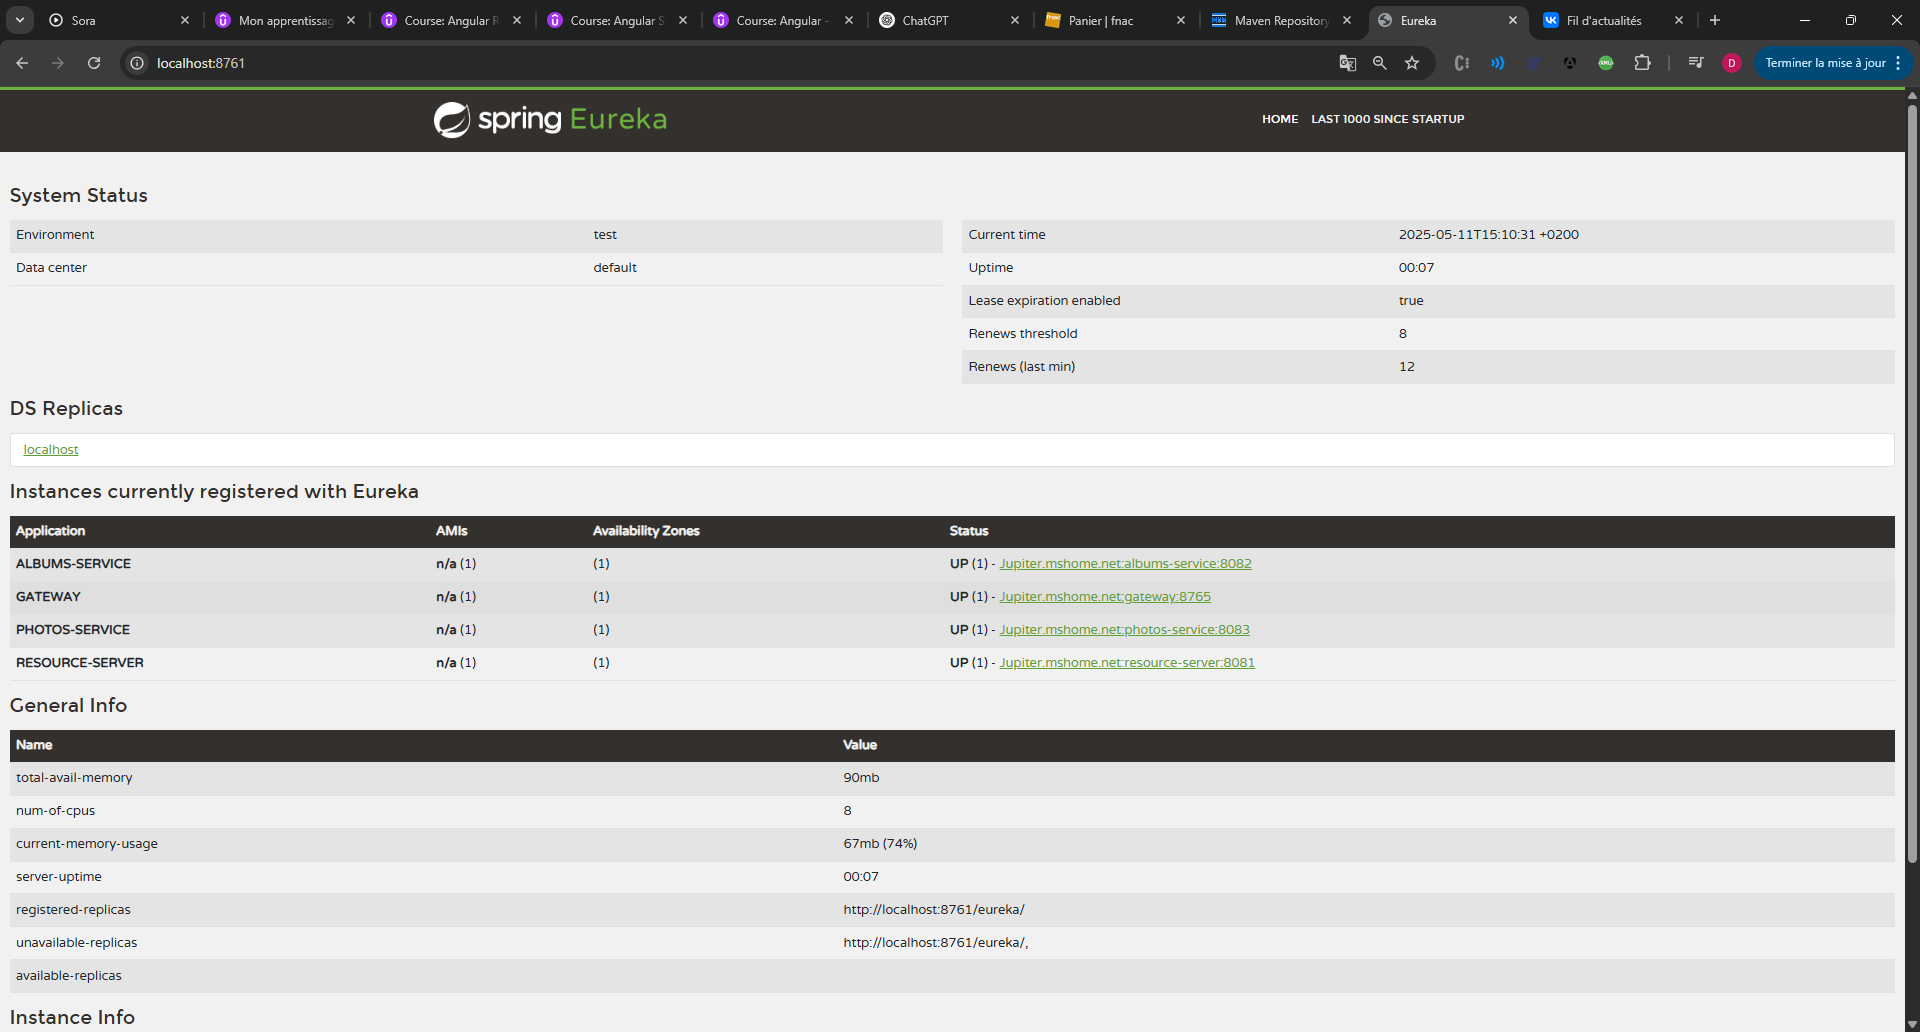 Sora
Mon apprentissag
Course: Angular R
Course: Angular S
Course: Angular -
ChatGPT
Panier | fnac
Maven Repository
Eureka
Fil d'actualités
localhost:8761
D
Terminer la mise à jour
spring Eureka
HOME LAST 1000 SINCE STARTUP
System Status
Environment test
Data center default
Current time 2025-05-11T15:10:31 +0200
Uptime 00:07
Lease expiration enabled true
Renews threshold 8
Renews (last min) 12
DS Replicas
localhost
Instances currently registered with Eureka
Application AMIs Availability Zones Status
ALBUMS-SERVICE n/a (1) (1) UP (1) - Jupiter.mshome.net:albums-service:8082
GATEWAY n/a (1) (1) UP (1) - Jupiter.mshome.net:gateway:8765
PHOTOS-SERVICE n/a (1) (1) UP (1) - Jupiter.mshome.net:photos-service:8083
RESOURCE-SERVER n/a (1) (1) UP (1) - Jupiter.mshome.net:resource-server:8081
General Info
Name Value
total-avail-memory 90mb
num-of-cpus 8
current-memory-usage 67mb (74%)
server-uptime 00:07
registered-replicas http://localhost:8761/eureka/
unavailable-replicas http://localhost:8761/eureka/,
available-replicas
Instance Info